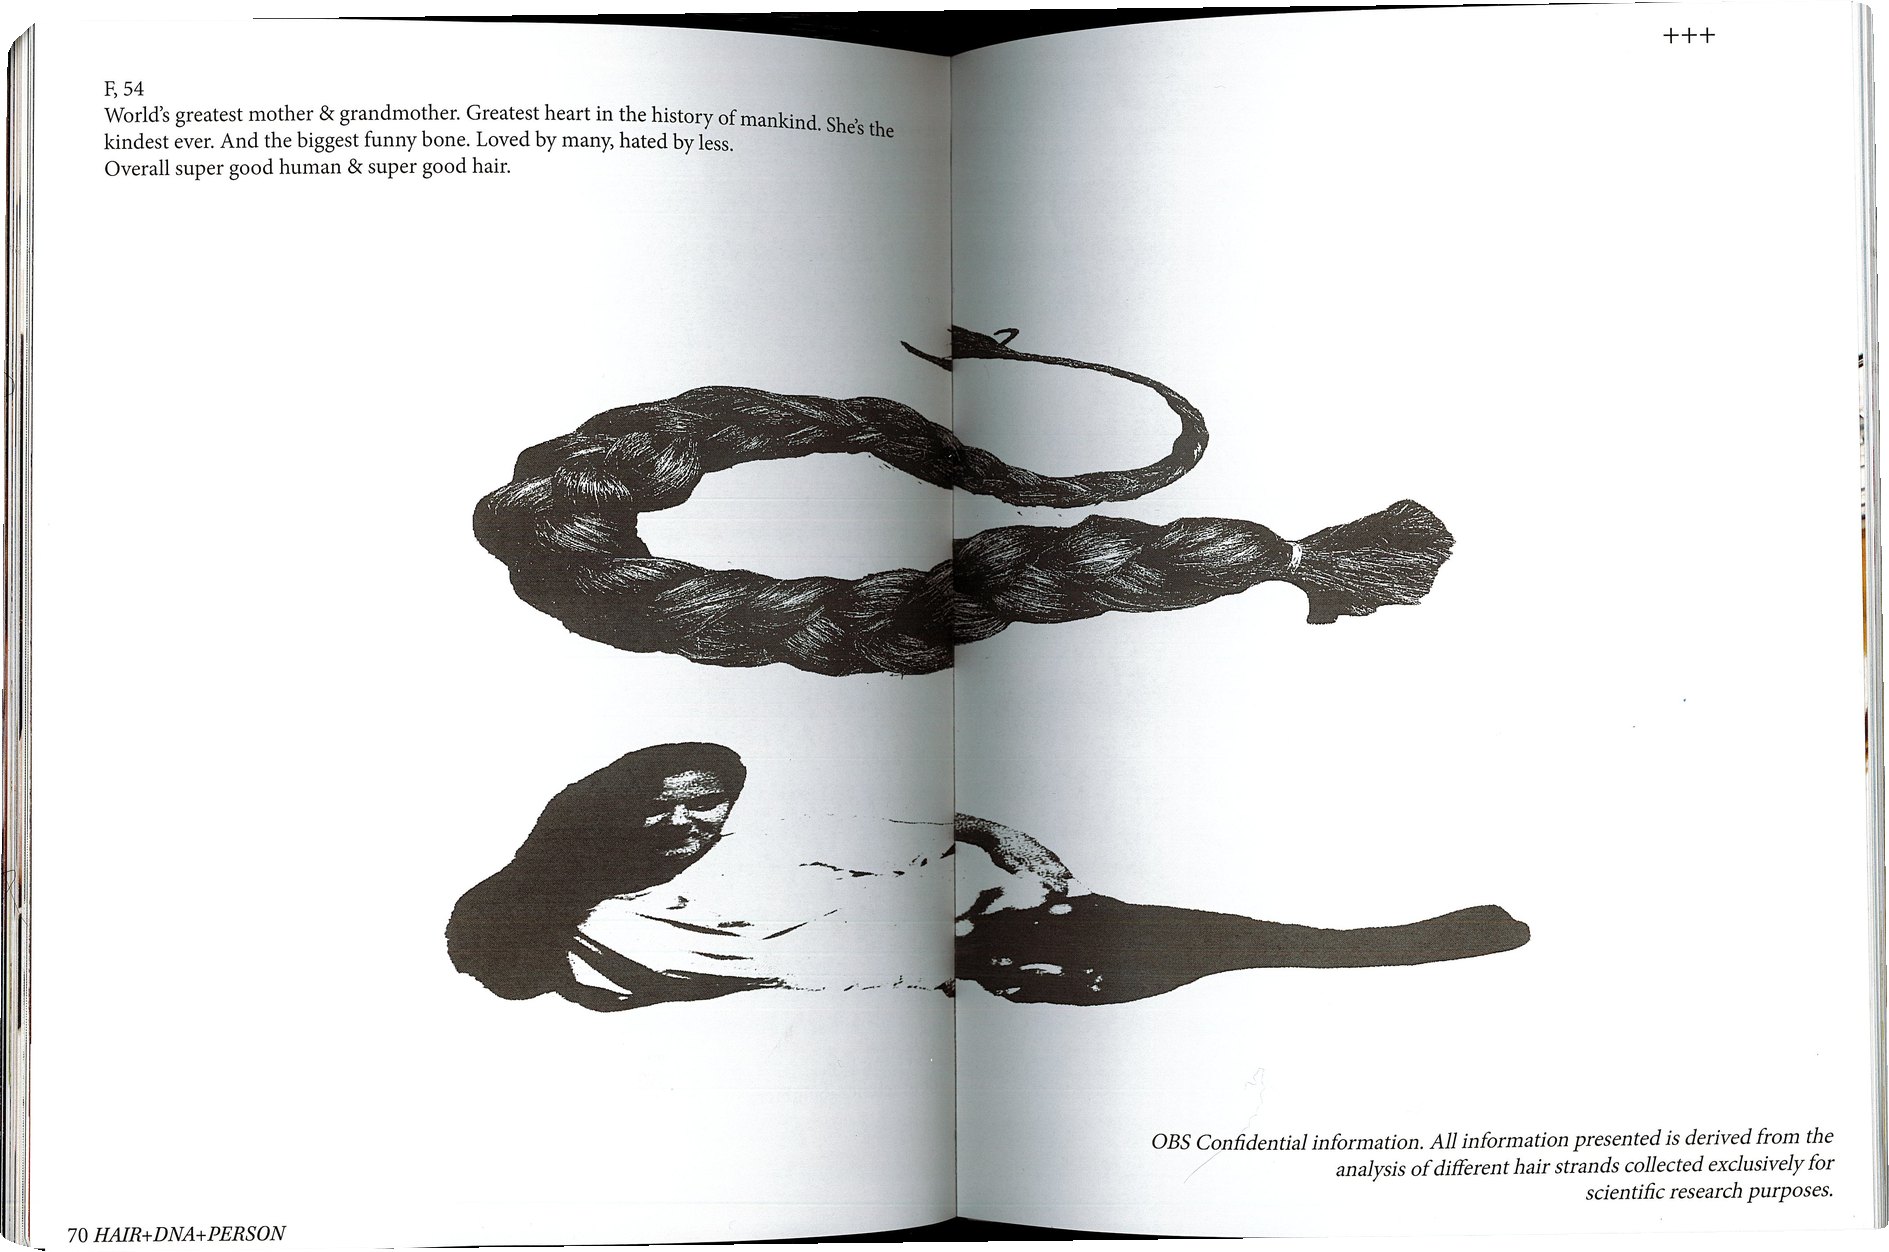 F, 54
World's greatest mother & grandmother. Greatest heart in the history of mankind. She's the
kindest ever. And the biggest funny bone. Loved by many, hated by less.
Overall super good human & super good hair.
+++
OBS Confidential information. All information presented is derived from the
analysis of different hair strands collected exclusively for
scientific research purposes.
70 HAIR+DNA+PERSON